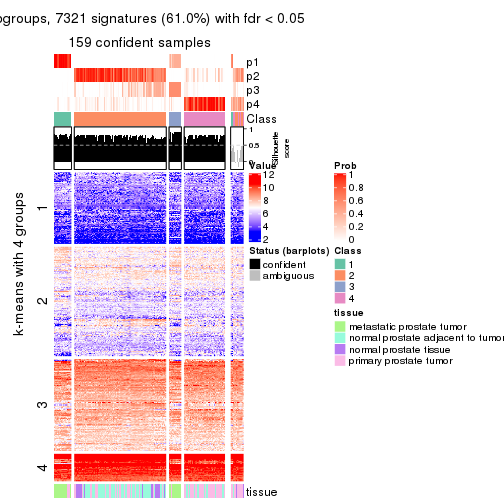 ogroups, 7321 signatures (61.0%) with fdr < 0.05
159 confident samples
p1
p2
p3
p4
Class
1
0.5
0
Silhouette
score
k-means with 4 groups
1
2
3
4
tissue
Value
12
10
8
6
4
2
Prob
1
0.8
0.6
0.4
0.2
0
Status (barplots)
confident
ambiguous
Class
1
2
3
4
tissue
metastatic prostate tumor
normal prostate adjacent to tumor
normal prostate tissue
primary prostate tumor